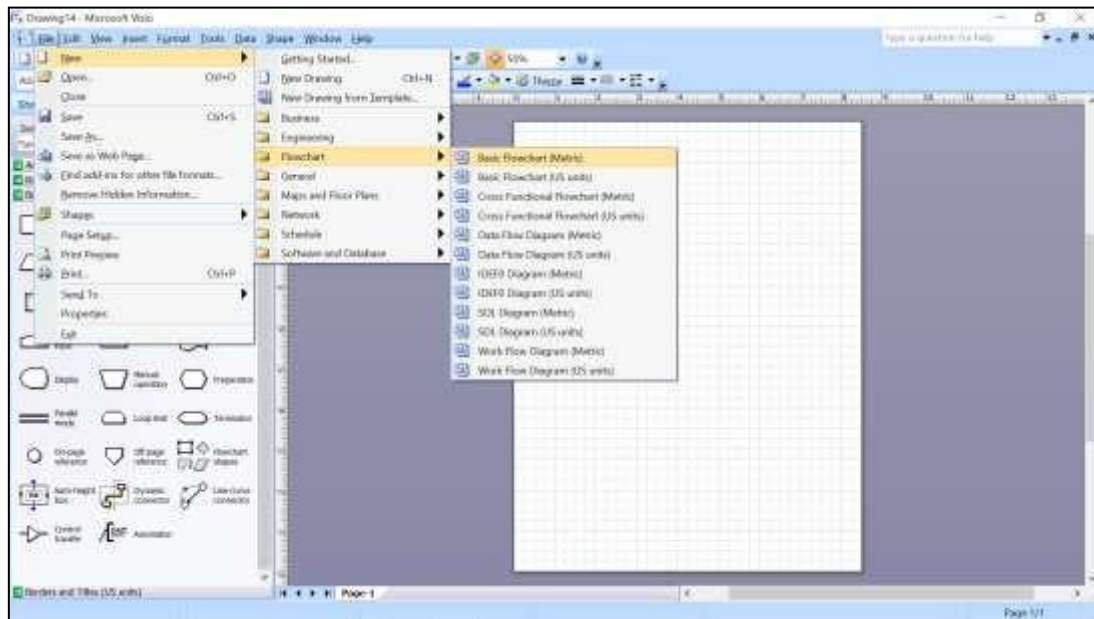 Drawing14 - Microsoft Visio
File Edit View Insert Format Tools Data Shape Window Help
Type a question for help
New
Open... Ctrl+O
Close
Save Ctrl+S
Save As...
Save as Web Page...
Find add-ins for other file formats...
Remove Hidden Information...
Shapes
Page Setup...
Print Preview
Print... Ctrl+P
Send To
Properties
Exit
Getting Started...
New Drawing Ctrl+N
New Drawing from Template...
Business
Engineering
Flowchart
General
Maps and Floor Plans
Network
Schedule
Software and Database
Basic Flowchart (Metric)
Basic Flowchart (US units)
Cross Functional Flowchart (Metric)
Cross Functional Flowchart (US units)
Data Flow Diagram (Metric)
Data Flow Diagram (US units)
IDEF0 Diagram (Metric)
IDEF0 Diagram (US units)
SDL Diagram (Metric)
SDL Diagram (US units)
Work Flow Diagram (Metric)
Work Flow Diagram (US units)
50%
Theme
Display
Manual operation
Preparation
Parallel mode
Loop limit
Terminator
On-page reference
Off-page reference
Flowchart shapes
Auto-height box
Dynamic connector
Line-curve connector
Control transfer
Annotation
Borders and Titles (US units)
Page-1
Page 1/1